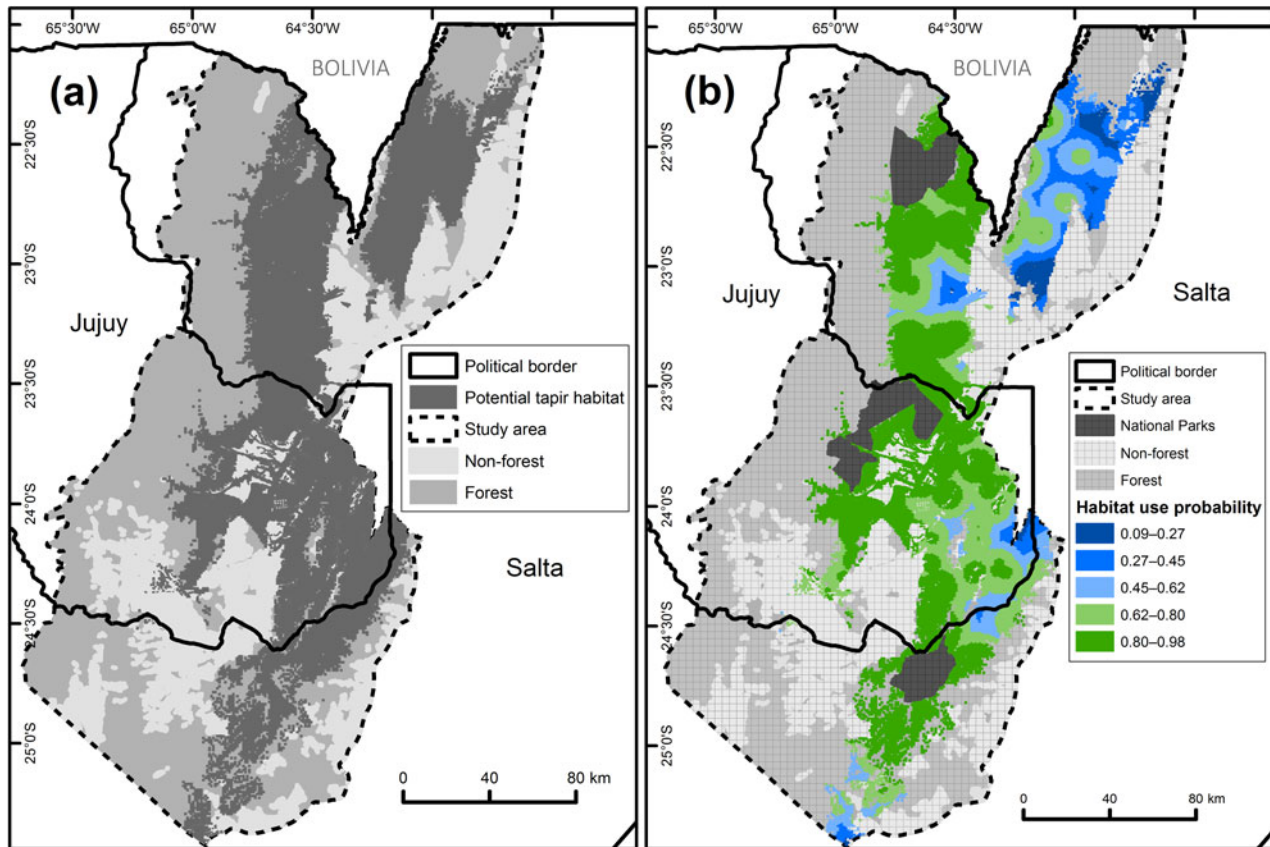 65°30'W 65°0'W 64°30'W
(a)
BOLIVIA
22°30'S
23°0'S
23°30'S
24°0'S
24°30'S
25°0'S
Jujuy
Salta
Political border
Potential tapir habitat
Study area
Non-forest
Forest
Salta
0 40 80 km
65°30'W 65°0'W 64°30'W
(b)
BOLIVIA
22°30'S
23°0'S
23°30'S
24°0'S
24°30'S
25°0'S
Jujuy
Salta
Political border
Study area
National Parks
Non-forest
Forest
Habitat use probability
0.09–0.27
0.27–0.45
0.45–0.62
0.62–0.80
0.80–0.98
0 40 80 km